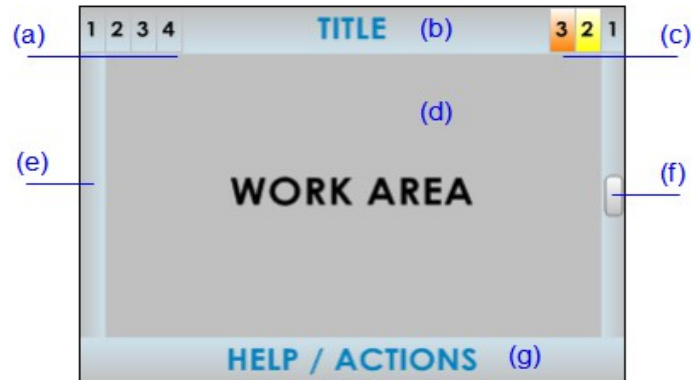 (a) 1 2 3 4 TITLE (b) 3 2 1 (c)
(d)
(e) WORK AREA (f)
HELP / ACTIONS (g)